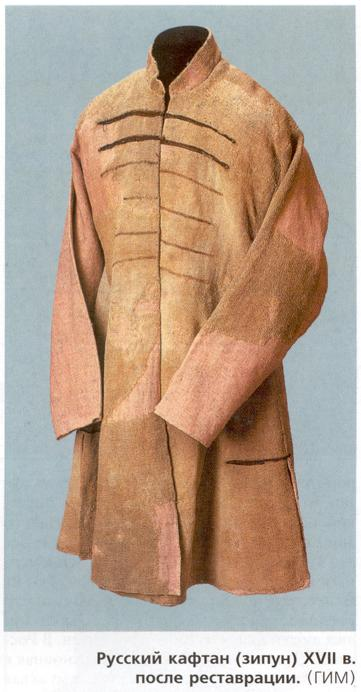 Русский кафтан (зипун) XVII в.
после реставрации. (ГИМ)